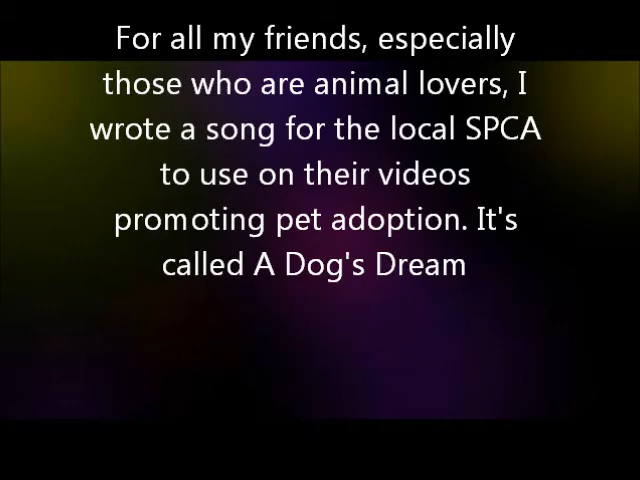 For all my friends, especially
those who are animal lovers, I
wrote a song for the local SPCA
to use on their videos
promoting pet adoption. It's
called A Dog's Dream